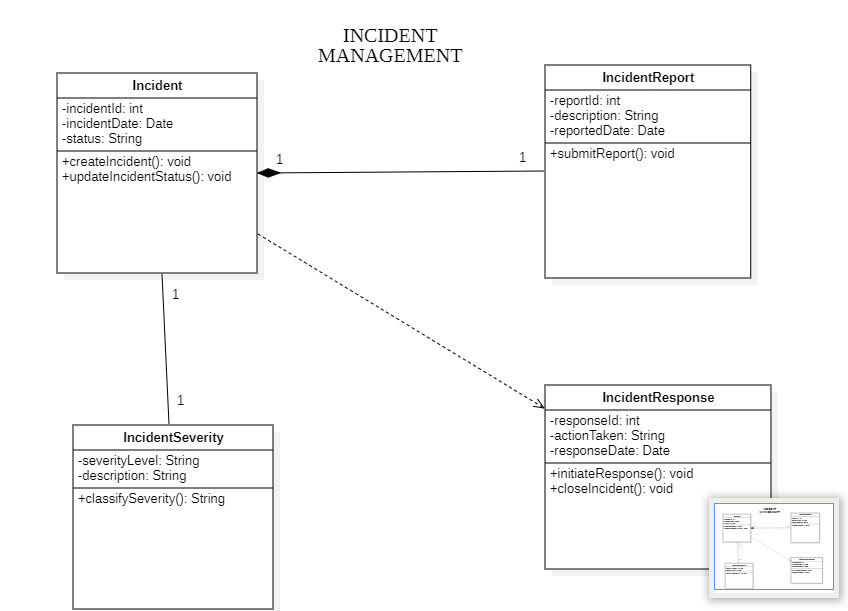 INCIDENT
MANAGEMENT
Incident
-incidentId: int
-incidentDate: Date
-status: String
+createIncident(): void
+updateIncidentStatus(): void
1
1
IncidentReport
-reportId: int
-description: String
-reportedDate: Date
+submitReport(): void
1
1
IncidentSeverity
-severityLevel: String
-description: String
+classifySeverity(): String
IncidentResponse
-responseId: int
-actionTaken: String
-responseDate: Date
+initiateResponse(): void
+closeIncident(): void
INCIDENT
MANAGEMENT